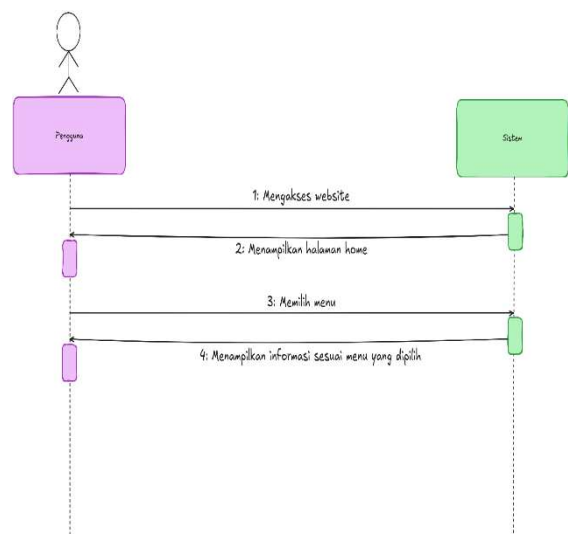 Pengguna
Sistem
1: Mengakses website
2: Menampilkan halaman home
3: Memilih menu
4: Menampilkan informasi sesuai menu yang dipilih